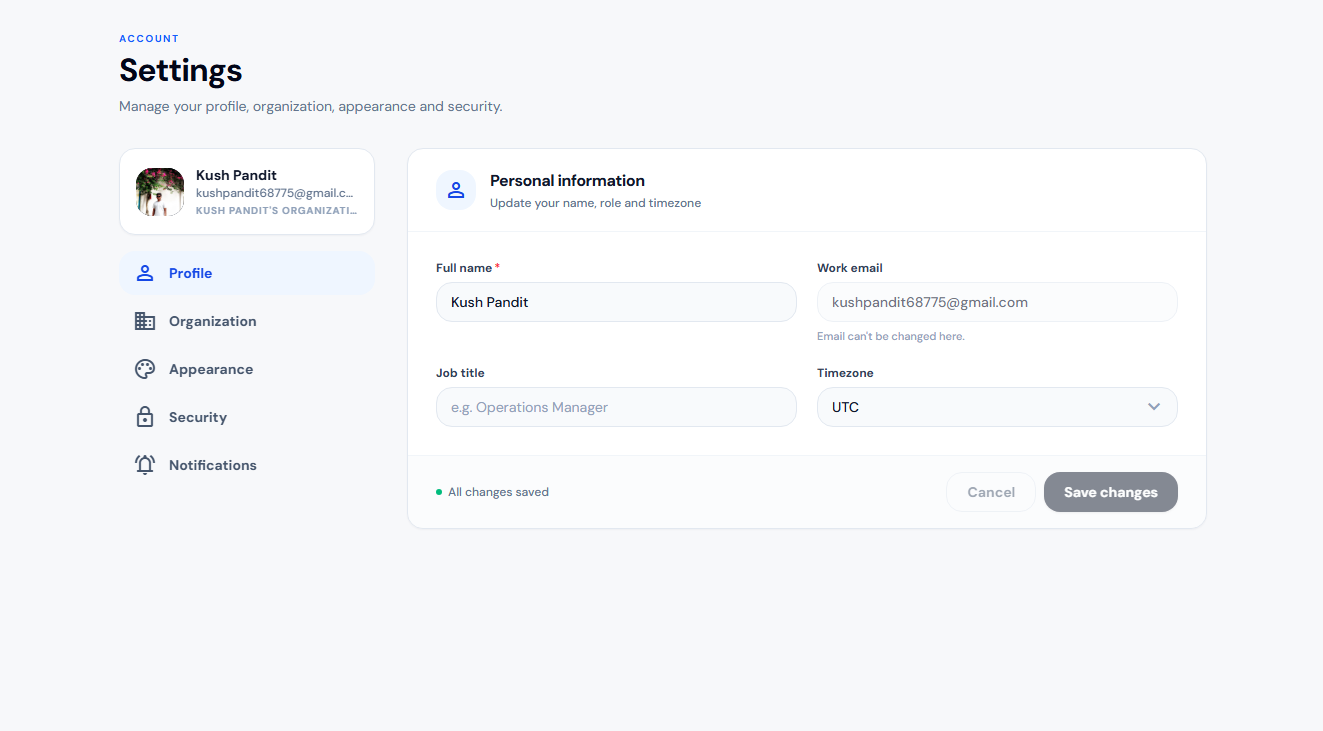 ACCOUNT
Settings
Manage your profile, organization, appearance and security.
Kush Pandit
kushpandit68775@gmail.c...
KUSH PANDIT'S ORGANIZATI...
Profile
Organization
Appearance
Security
Notifications
Personal information
Update your name, role and timezone
Full name *
Kush Pandit
Work email
kushpandit68775@gmail.com
Email can't be changed here.
Job title
e.g. Operations Manager
Timezone
UTC
All changes saved
Cancel
Save changes